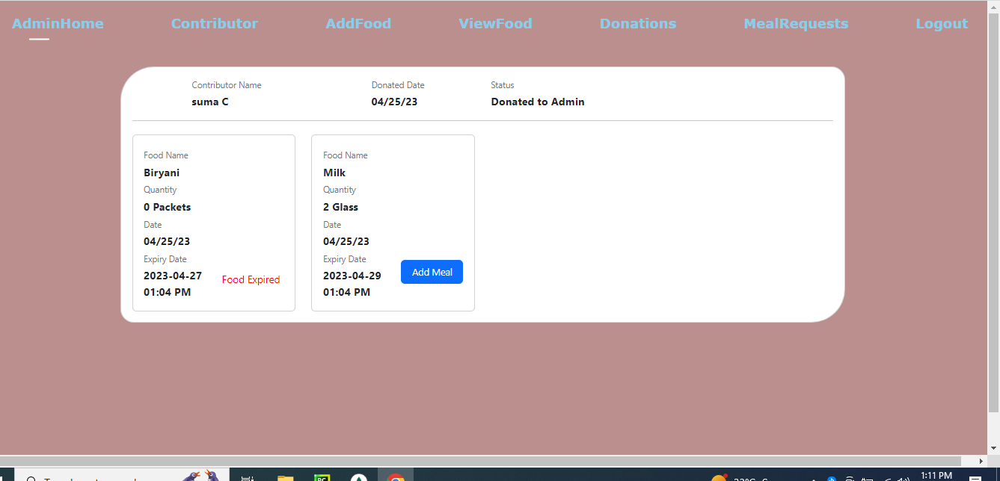 AdminHome Contributor AddFood ViewFood Donations MealRequests Logout
Contributor Name Donated Date Status
suma C 04/25/23 Donated to Admin
Food Name
Biryani
Quantity
0 Packets
Date
04/25/23
Expiry Date
2023-04-27
01:04 PM
Food Expired
Food Name
Milk
Quantity
2 Glass
Date
04/25/23
Expiry Date
2023-04-29
01:04 PM
Add Meal
PC
1:11 PM